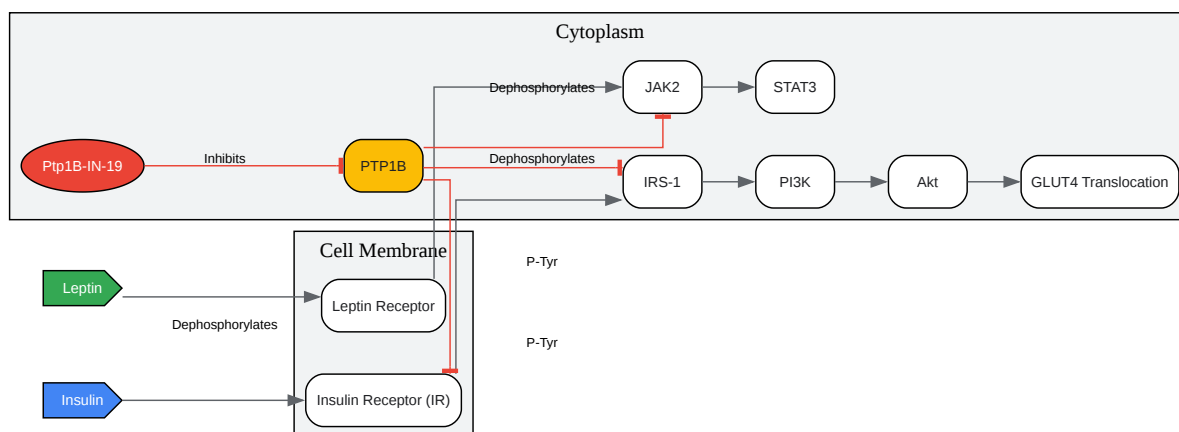 Cytoplasm
Dephosphorylates
JAK2
STAT3
Ptp1B-IN-19
Inhibits
PTP1B
Dephosphorylates
IRS-1
PI3K
Akt
GLUT4 Translocation
Cell Membrane
P-Tyr
Leptin
Leptin Receptor
Dephosphorylates
P-Tyr
Insulin
Insulin Receptor (IR)